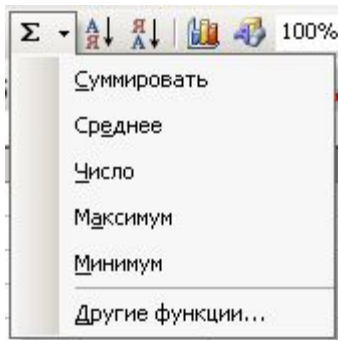 Σ А Я Я А 100%
Суммировать
Среднее
Число
Максимум
Минимум
Другие функции...